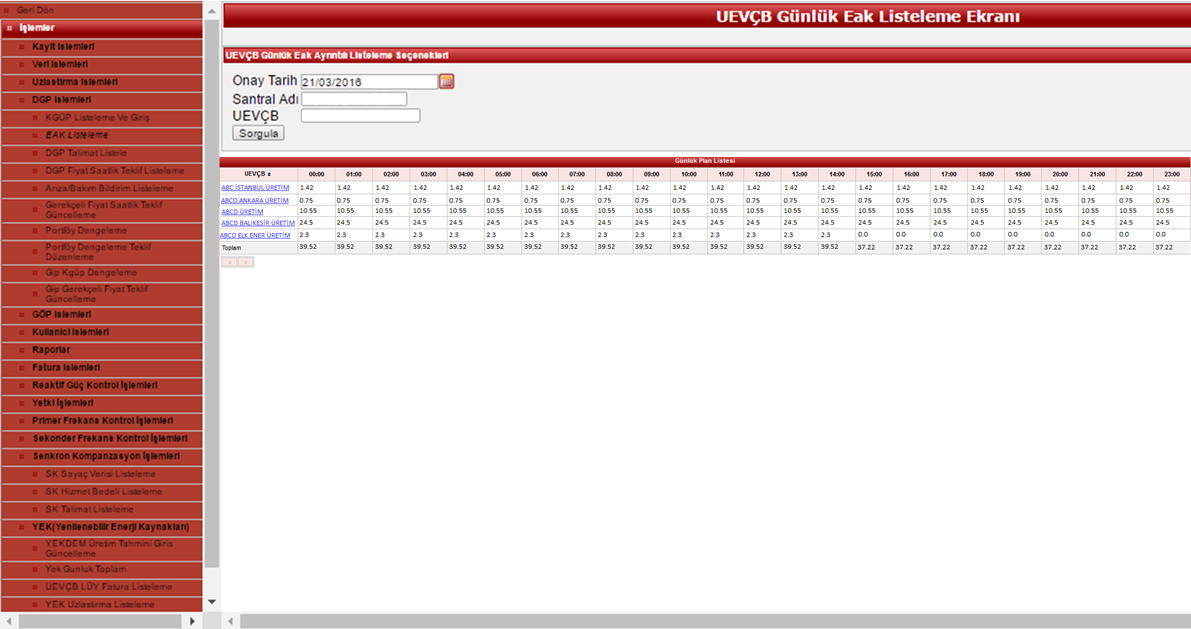 Geri Dön
İşlemler
Kayit Islemleri
Veri Islemleri
Uzlastirma Islemleri
DGP Islemleri
KGÜP Listeleme Ve Giriş
EAK Listeleme
DGP Talimat Listele
DGP Fiyat Saatlik Teklif Listeleme
Arıza/Bakım Bildirim Listeleme
Gerekçeli Fiyat Saatlik Teklif
Güncelleme
Portföy Dengeleme
Portföy Dengeleme Teklif
Düzenleme
Gip Kgüp Dengeleme
Gip Gerekçeli Fiyat Teklif
Güncelleme
GÖP Islemleri
Kullanici Islemleri
Raporlar
Fatura Islemleri
Reaktif Güç Kontrol İşlemleri
Yetki İşlemleri
Primer Frekans Kontrol İşlemleri
Sekonder Frekans Kontrol İşlemleri
Senkron Kompanzasyon İşlemleri
SK Sayaç Verisi Listeleme
SK Hizmet Bedeli Listeleme
SK Talimat Listeleme
YEK(Yenilenebilir Enerji Kaynakları)
YEKDEM Üretim Tahmini Giris
Güncelleme
Yek Gunluk Toplam
UEVÇB LÜY Fatura Listeleme
YEK Uzlastirma Listeleme
UEVÇB Günlük Eak Listeleme Ekranı
UEVÇB Günlük Eak Ayrıntılı Listeleme Seçenekleri
Onay Tarih 21/03/2016
Santral Adı
UEVÇB
Sorgula
Günlük Plan Listesi
UEVÇB 00:00 01:00 02:00 03:00 04:00 05:00 06:00 07:00 08:00 09:00 10:00 11:00 12:00 13:00 14:00 15:00 16:00 17:00 18:00 19:00 20:00 21:00 22:00 23:00
ABC İSTANBUL ÜRETİM 1.42 1.42 1.42 1.42 1.42 1.42 1.42 1.42 1.42 1.42 1.42 1.42 1.42 1.42 1.42 1.42 1.42 1.42 1.42 1.42 1.42 1.42 1.42 1.42
ABCD ANKARA ÜRETİM 0.75 0.75 0.75 0.75 0.75 0.75 0.75 0.75 0.75 0.75 0.75 0.75 0.75 0.75 0.75 0.75 0.75 0.75 0.75 0.75 0.75 0.75 0.75 0.75
ABCD ÜRETİM 10.55 10.55 10.55 10.55 10.55 10.55 10.55 10.55 10.55 10.55 10.55 10.55 10.55 10.55 10.55 10.55 10.55 10.55 10.55 10.55 10.55 10.55 10.55 10.55
ABCD BALIKESİR ÜRETİM 24.5 24.5 24.5 24.5 24.5 24.5 24.5 24.5 24.5 24.5 24.5 24.5 24.5 24.5 24.5 24.5 24.5 24.5 24.5 24.5 24.5 24.5 24.5 24.5
ABCD ELK.ENER ÜRETİM 2.3 2.3 2.3 2.3 2.3 2.3 2.3 2.3 2.3 2.3 2.3 2.3 2.3 2.3 2.3 0.0 0.0 0.0 0.0 0.0 0.0 0.0 0.0 0.0
Toplam 39.52 39.52 39.52 39.52 39.52 39.52 39.52 39.52 39.52 39.52 39.52 39.52 39.52 39.52 39.52 37.22 37.22 37.22 37.22 37.22 37.22 37.22 37.22 37.22